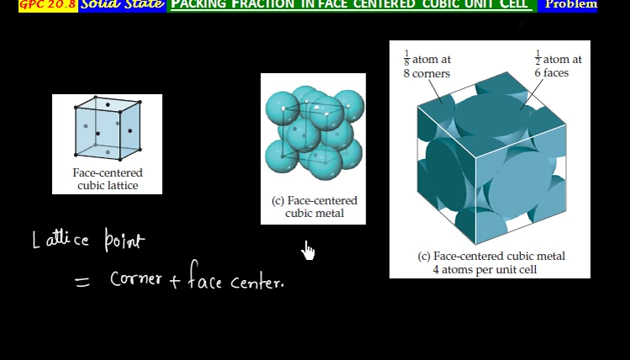 GPC 20.8 Solid State PACKING FRACTION IN FACE CENTERED CUBIC UNIT CELL Problem
1/8 atom at
8 corners
1/2 atom at
6 faces
Face-centered
cubic lattice
(c) Face-centered
cubic metal
(c) Face-centered cubic metal
4 atoms per unit cell
Lattice point
= corner + face center.